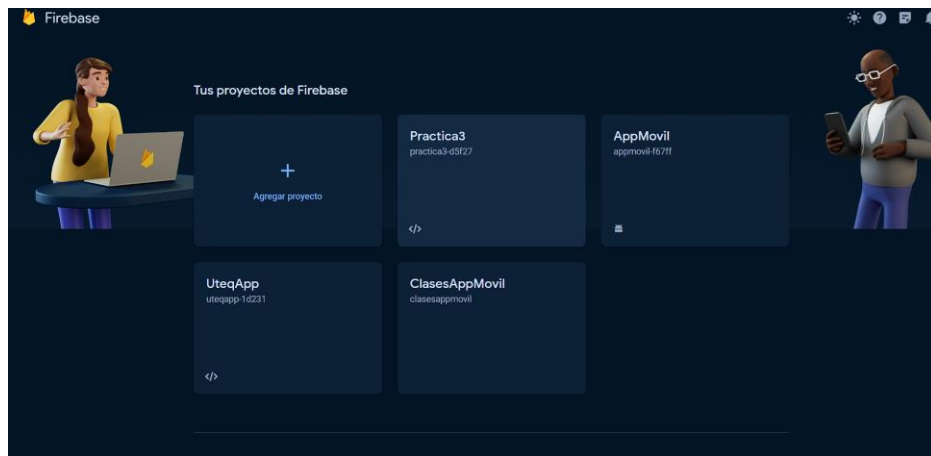 Firebase
Tus proyectos de Firebase
Agregar proyecto
Practica3
practica3-d5f27
AppMovil
appmovil-f67ff
UteqApp
uteqapp-1d231
ClasesAppMovil
clasesappmovil